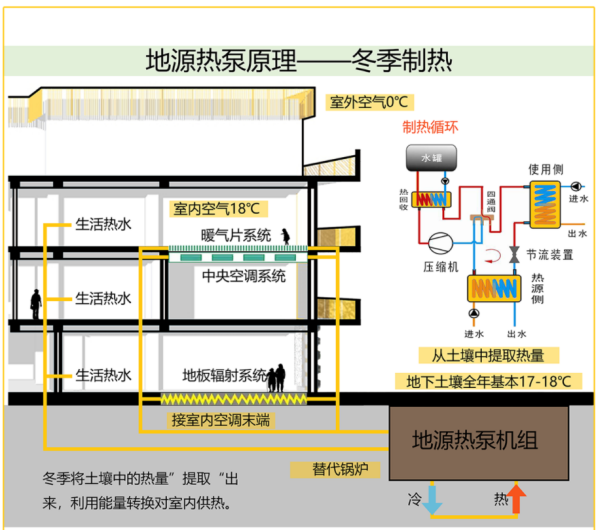 地源热泵原理——冬季制热
室外空气0℃
制热循环
水罐
热回收
四通阀
使用侧
进水
出水
压缩机
节流装置
热源侧
进水
出水
室内空气18℃
生活热水
暖气片系统
中央空调系统
生活热水
生活热水
地板辐射系统
从土壤中提取热量
地下土壤全年基本17-18℃
接室内空调末端
地源热泵机组
替代锅炉
冷
热
冬季将土壤中的热量”提取“出
来，利用能量转换对室内供热。